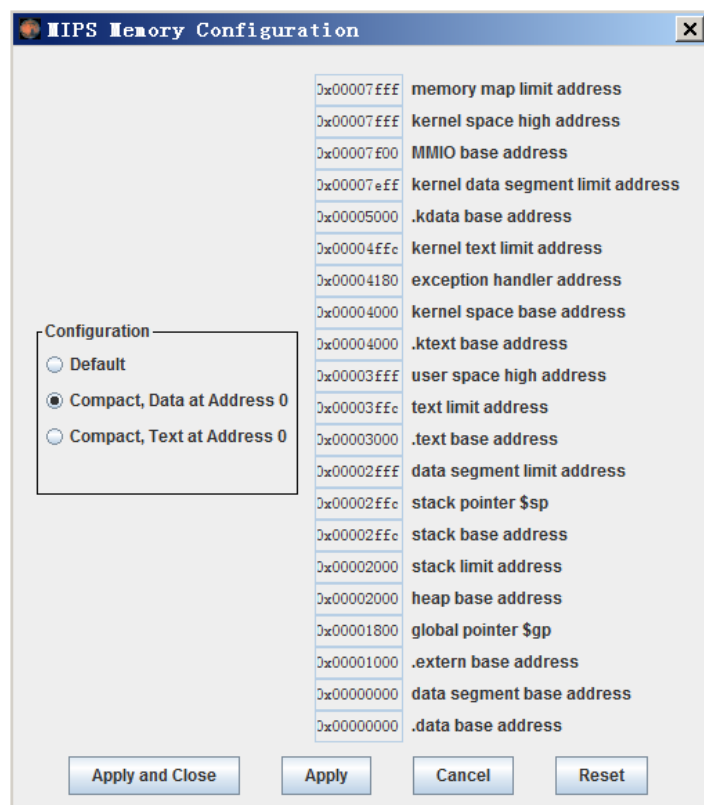 MIPS Memory Configuration
0x00007fff memory map limit address
0x00007fff kernel space high address
0x00007f00 MMIO base address
0x00007eff kernel data segment limit address
0x00005000 .kdata base address
0x00004ffc kernel text limit address
0x00004180 exception handler address
0x00004000 kernel space base address
0x00004000 .ktext base address
0x00003fff user space high address
0x00003ffc text limit address
0x00003000 .text base address
0x00002fff data segment limit address
0x00002ffc stack pointer $sp
0x00002ffc stack base address
0x00002000 stack limit address
0x00002000 heap base address
0x00001800 global pointer $gp
0x00001000 .extern base address
0x00000000 data segment base address
0x00000000 .data base address
Configuration
Default
Compact, Data at Address 0
Compact, Text at Address 0
Apply and Close Apply Cancel Reset